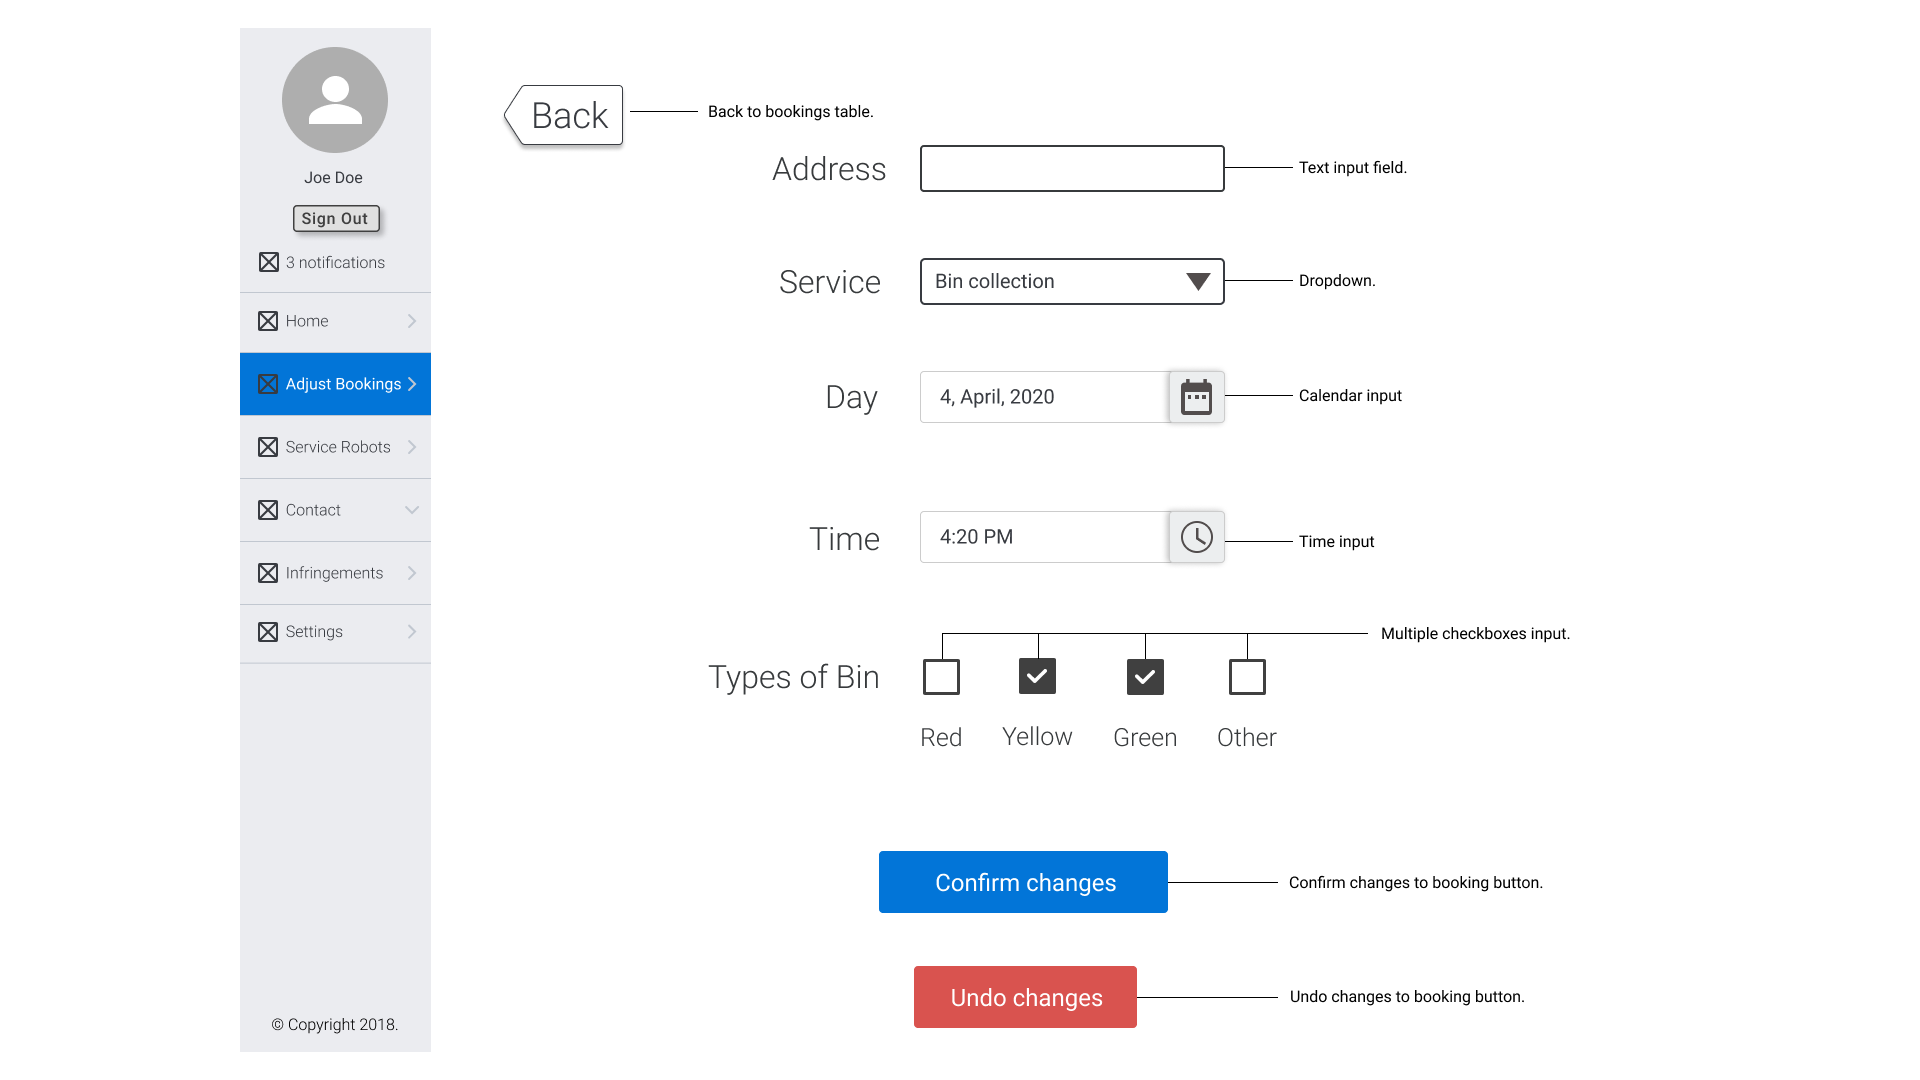 Joe Doe
Sign Out
3 notifications
Home
Adjust Bookings
Service Robots
Contact
Infringements
Settings
© Copyright 2018.
Back
Back to bookings table.
Address
Text input field.
Service
Bin collection
Dropdown.
Day
4, April, 2020
Calendar input
Time
4:20 PM
Time input
Multiple checkboxes input.
Types of Bin
Red
Yellow
Green
Other
Confirm changes
Confirm changes to booking button.
Undo changes
Undo changes to booking button.